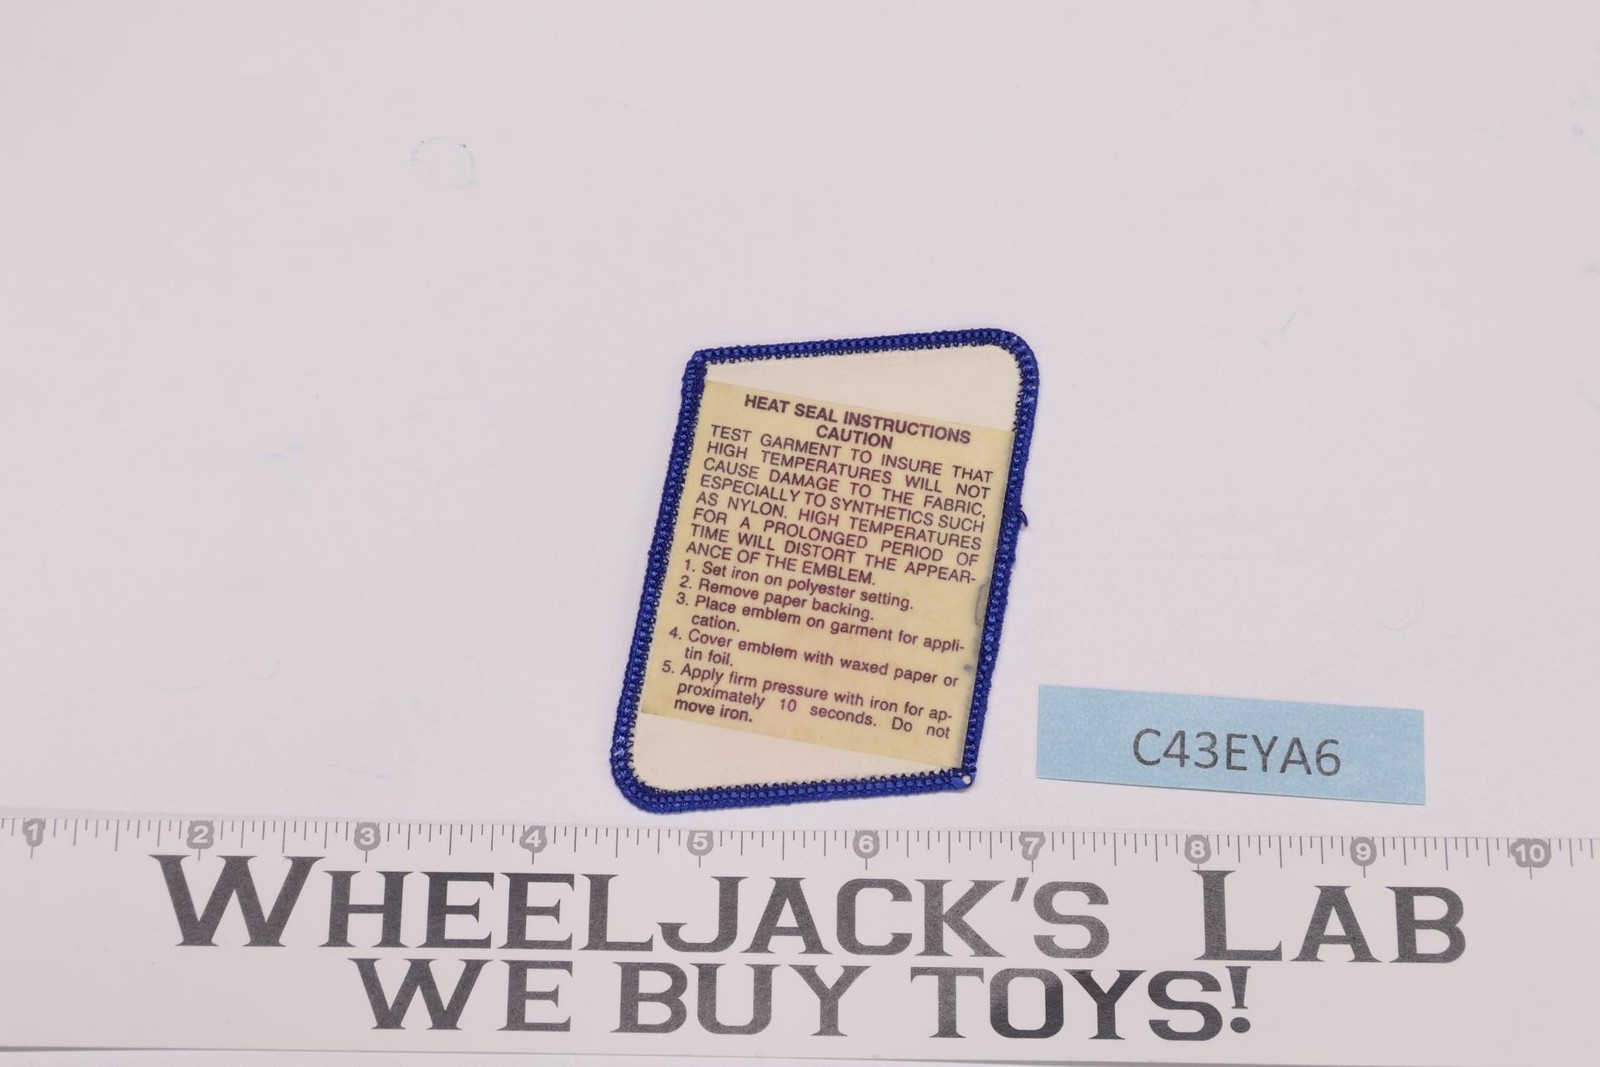 HEAT SEAL INSTRUCTIONS
CAUTION
TEST GARMENT TO INSURE THAT
HIGH TEMPERATURES WILL NOT
CAUSE DAMAGE TO THE FABRIC,
ESPECIALLY TO SYNTHETICS SUCH
AS NYLON. HIGH TEMPERATURES
FOR A PROLONGED PERIOD OF
TIME WILL DISTORT THE APPEAR-
ANCE OF THE EMBLEM.
1. Set iron on polyester setting.
2. Remove paper backing.
3. Place emblem on garment for appli-
cation.
4. Cover emblem with waxed paper or
tin foil.
5. Apply firm pressure with iron for ap-
proximately 10 seconds. Do not
move iron.
C43EYA6
1 2 3 4 5 6 7 8 9 10
WHEELJACK'S LAB
WE BUY TOYS!